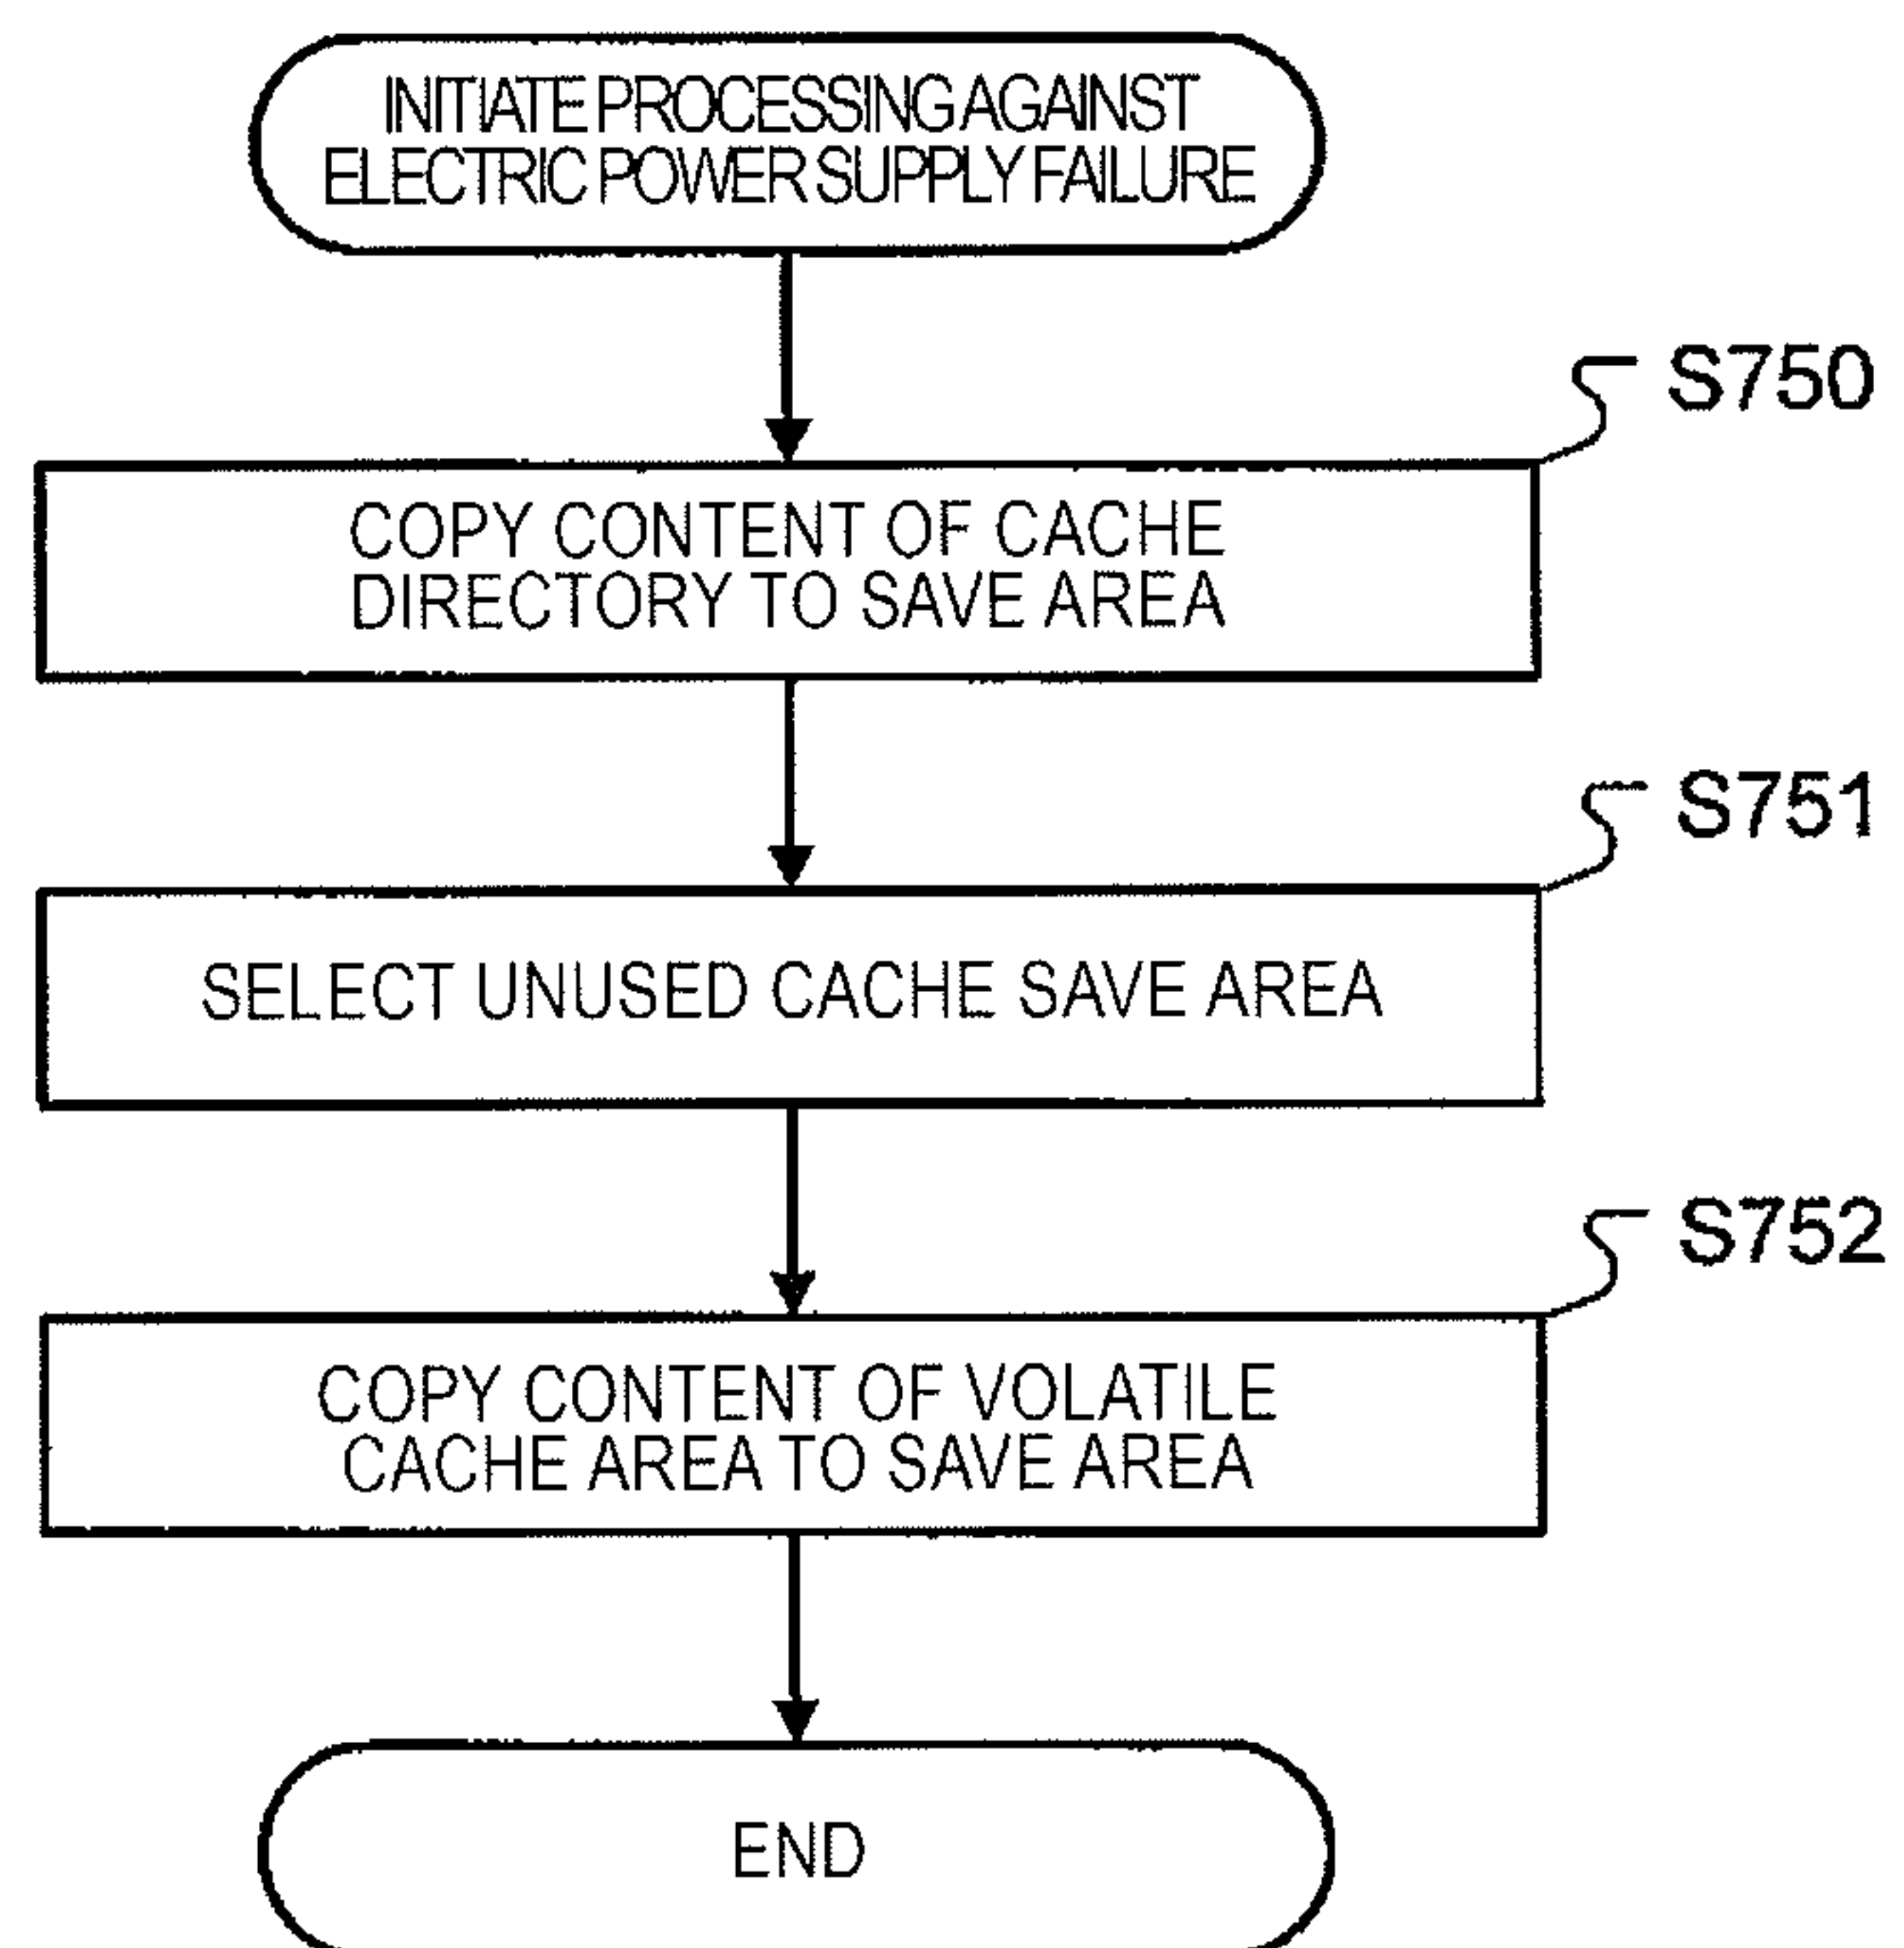 INITIATE PROCESSING AGAINST
ELECTRIC POWER SUPPLY FAILURE
S750
COPY CONTENT OF CACHE
DIRECTORY TO SAVE AREA
S751
SELECT UNUSED CACHE SAVE AREA
S752
COPY CONTENT OF VOLATILE
CACHE AREA TO SAVE AREA
END